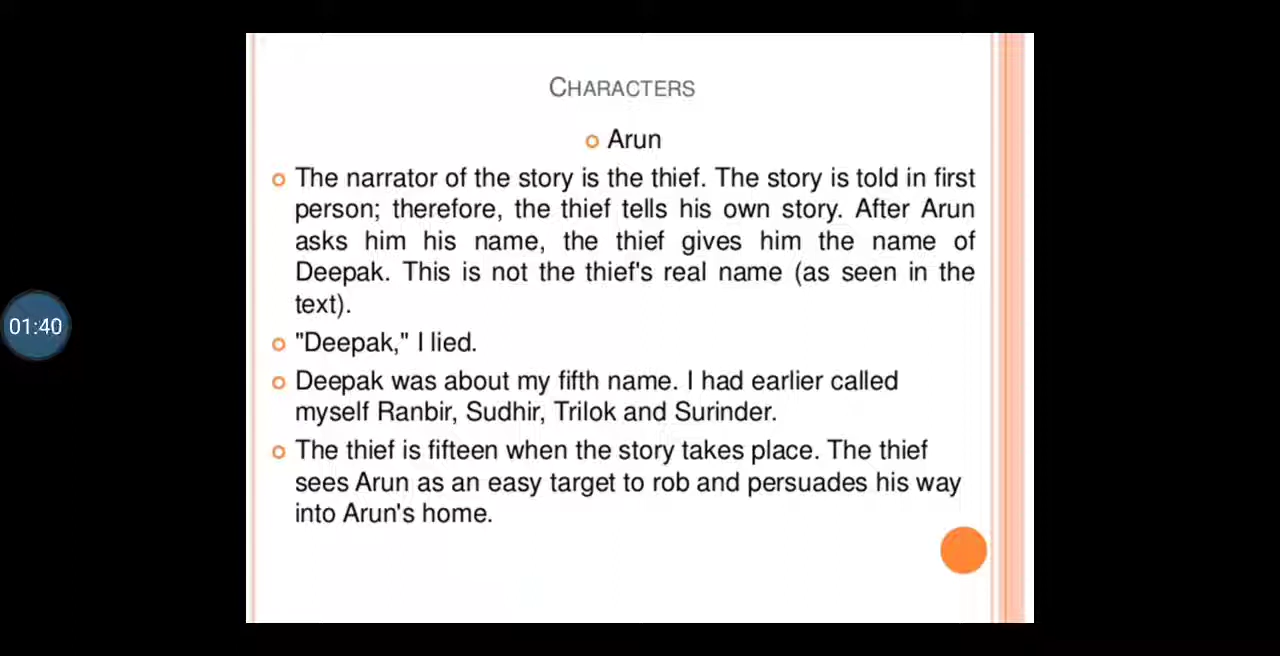 CHARACTERS
Arun
The narrator of the story is the thief. The story is told in first
person; therefore, the thief tells his own story. After Arun
asks him his name, the thief gives him the name of
Deepak. This is not the thief's real name (as seen in the
text).
"Deepak," I lied.
Deepak was about my fifth name. I had earlier called
myself Ranbir, Sudhir, Trilok and Surinder.
The thief is fifteen when the story takes place. The thief
sees Arun as an easy target to rob and persuades his way
into Arun's home.
01:40